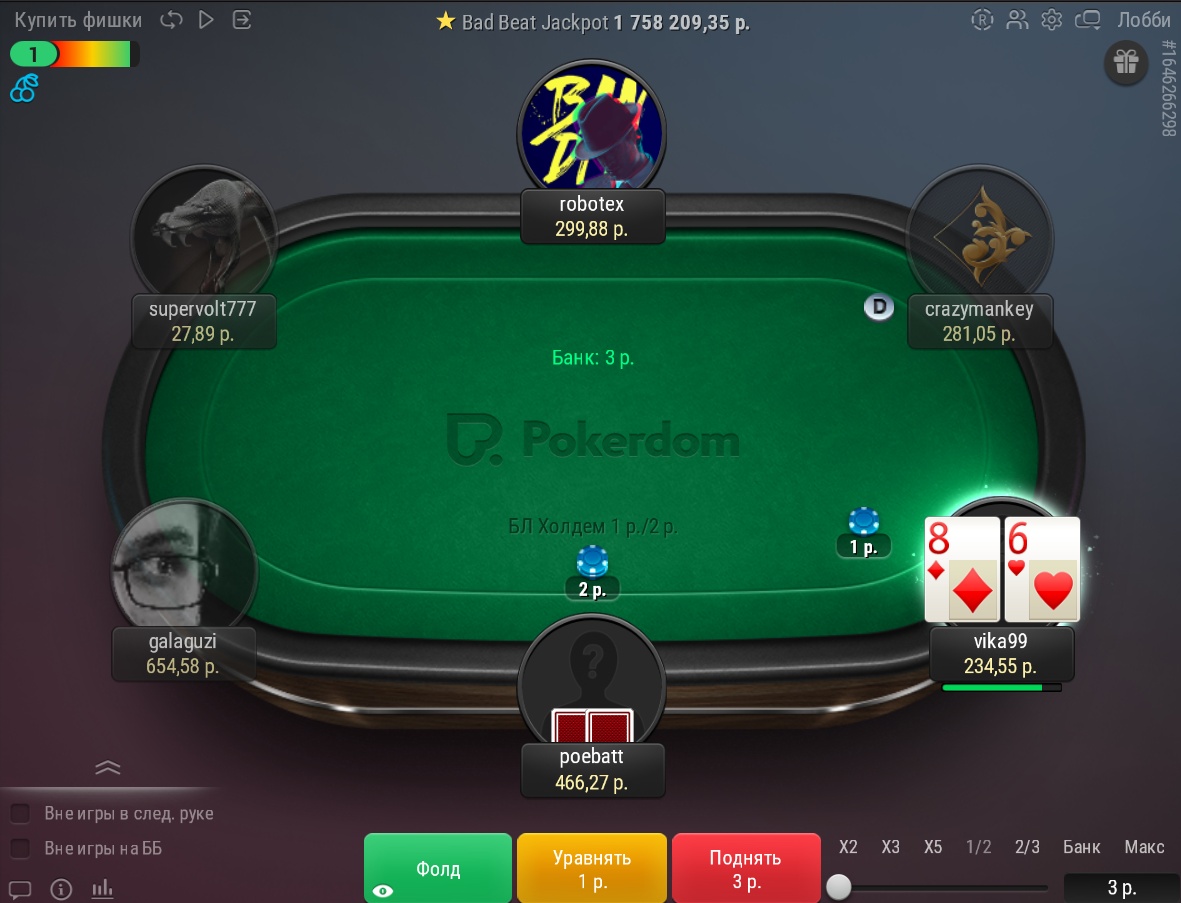 Купить фишки
Bad Beat Jackpot 1 758 209,35 р.
Лобби
1
#1646266298
robotex
299,88 р.
supervolt777
27,89 р.
D
crazymankey
281,05 р.
Банк: 3 р.
Pokerdom
БЛ Холдем 1 р./2 р.
1 р.
2 р.
8
6
galaguzi
654,58 р.
vika99
234,55 р.
?
poebatt
466,27 р.
Вне игры в след. руке
Вне игры на ББ
Фолд
Уравнять
1 р.
Поднять
3 р.
X2 X3 X5 1/2 2/3 Банк Макс
3 р.